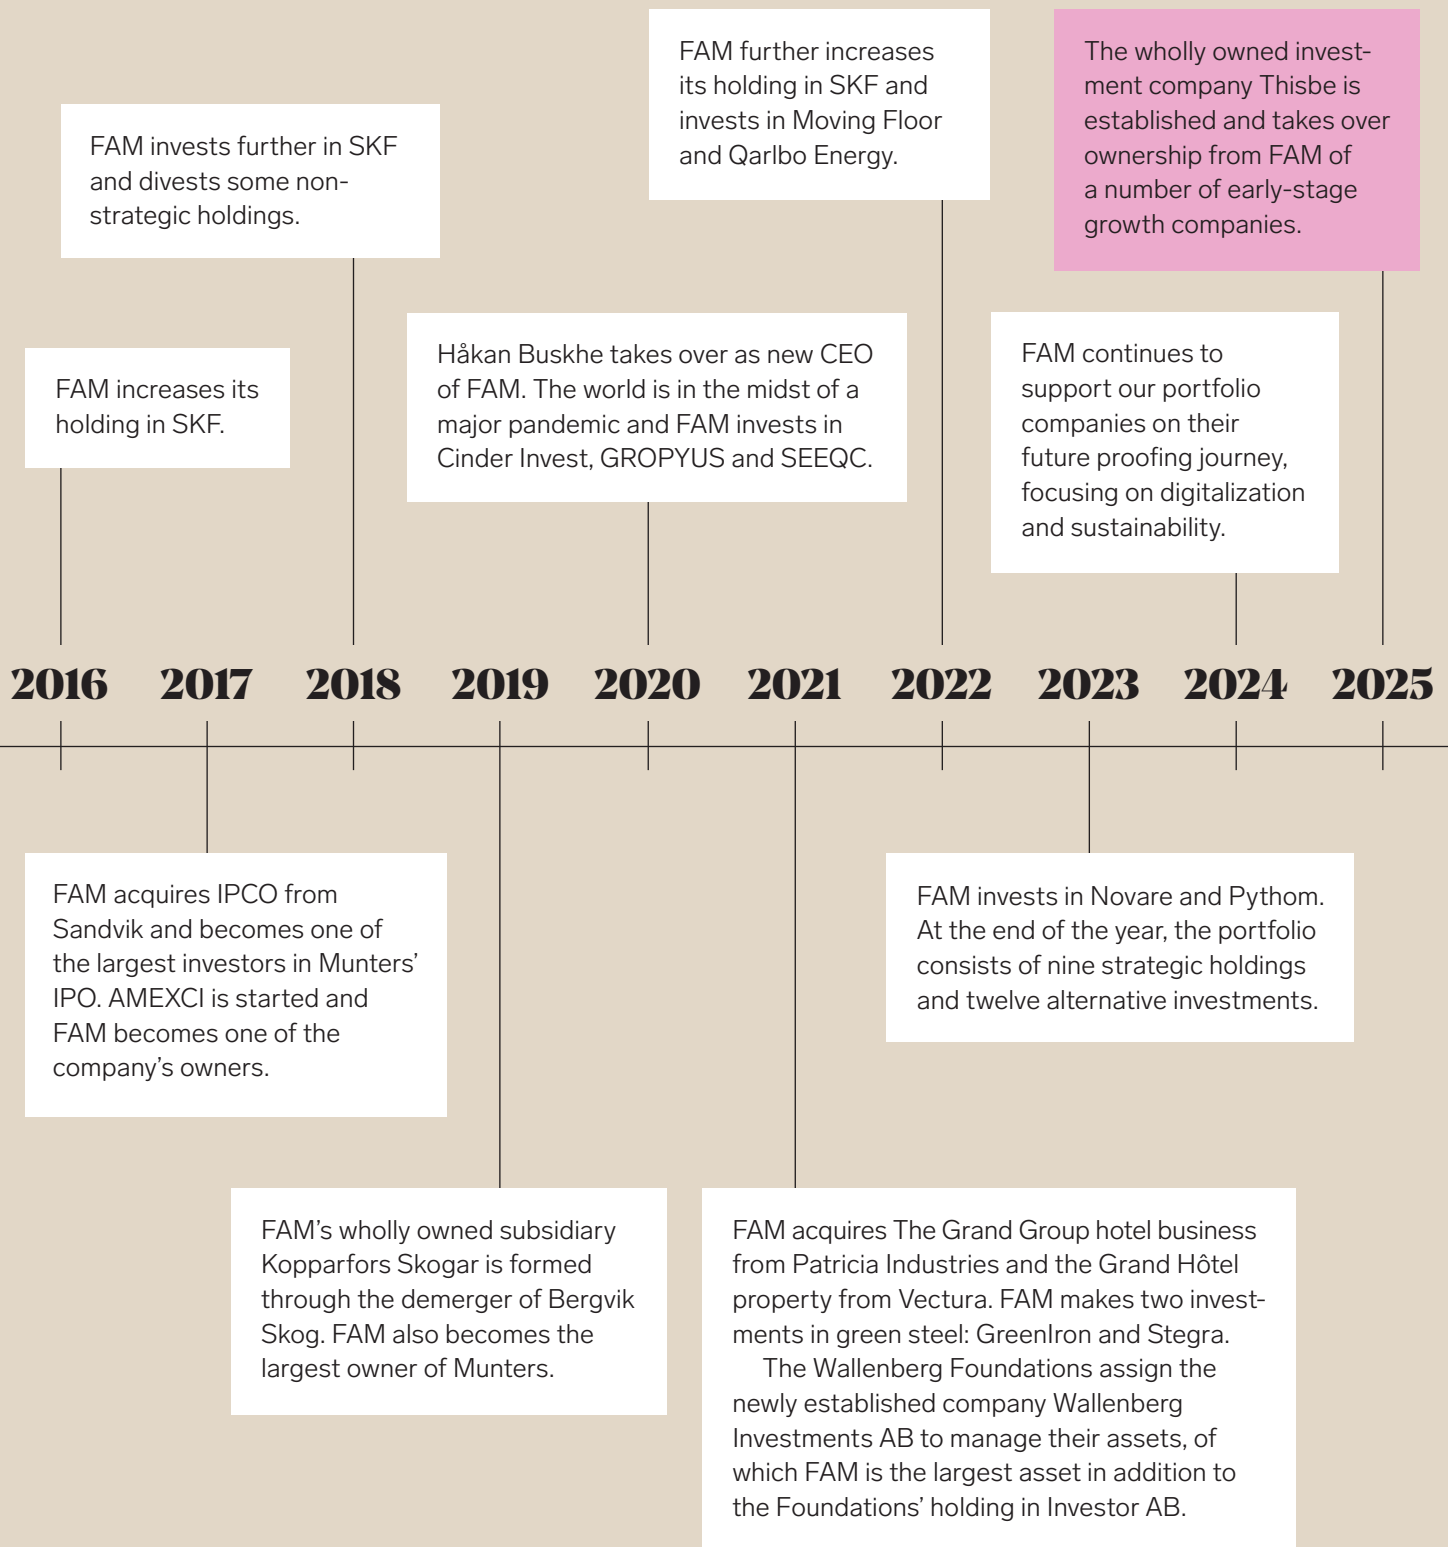 FAM further increases
its holding in SKF and
invests in Moving Floor
and Qarlbo Energy.
The wholly owned invest-
ment company Thisbe is
established and takes over
ownership from FAM of
a number of early-stage
growth companies.
FAM invests further in SKF
and divests some non-
strategic holdings.
FAM increases its
holding in SKF.
Håkan Buskhe takes over as new CEO
of FAM. The world is in the midst of a
major pandemic and FAM invests in
Cinder Invest, GROPYUS and SEEQC.
FAM continues to
support our portfolio
companies on their
future proofing journey,
focusing on digitalization
and sustainability.
2016 2017 2018 2019 2020 2021 2022 2023 2024 2025
FAM acquires IPCO from
Sandvik and becomes one of
the largest investors in Munters’
IPO. AMEXCI is started and
FAM becomes one of the
company’s owners.
FAM invests in Novare and Pythom.
At the end of the year, the portfolio
consists of nine strategic holdings
and twelve alternative investments.
FAM’s wholly owned subsidiary
Kopparfors Skogar is formed
through the demerger of Bergvik
Skog. FAM also becomes the
largest owner of Munters.
FAM acquires The Grand Group hotel business
from Patricia Industries and the Grand Hôtel
property from Vectura. FAM makes two invest-
ments in green steel: GreenIron and Stegra.
The Wallenberg Foundations assign the
newly established company Wallenberg
Investments AB to manage their assets, of
which FAM is the largest asset in addition to
the Foundations’ holding in Investor AB.